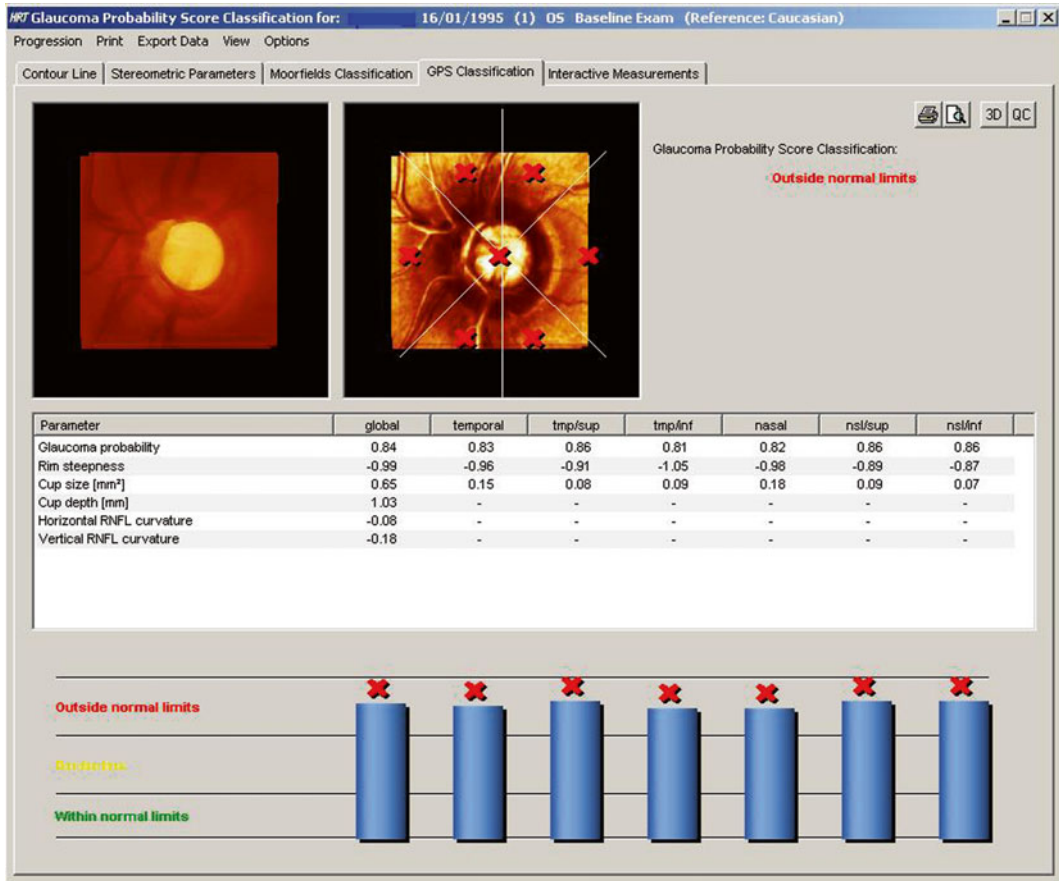 HRT Glaucoma Probability Score Classification for: 16/01/1995 (1) OS Baseline Exam (Reference: Caucasian)
Progression Print Export Data View Options
Contour Line Stereometric Parameters Moorfields Classification GPS Classification Interactive Measurements
3D QC
Glaucoma Probability Score Classification:
Outside normal limits
Parameter global temporal tmp/sup tmp/inf nasal nsl/sup nsl/inf
Glaucoma probability 0.84 0.83 0.86 0.81 0.82 0.86 0.86
Rim steepness -0.99 -0.96 -0.91 -1.05 -0.98 -0.89 -0.87
Cup size [mm²] 0.65 0.15 0.08 0.09 0.18 0.09 0.07
Cup depth [mm] 1.03 - - - - - -
Horizontal RNFL curvature -0.08 - - - - - -
Vertical RNFL curvature -0.18 - - - - - -
Outside normal limits
Within normal limits